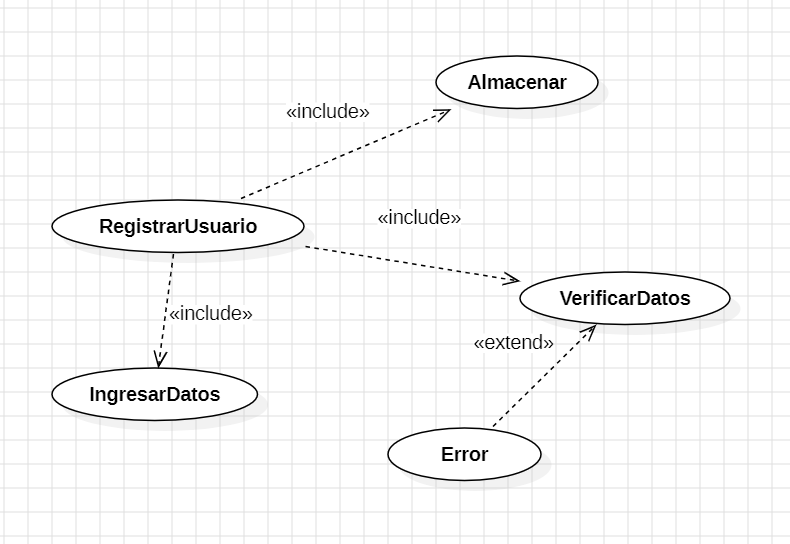 Almacenar
«include»
RegistrarUsuario
«include»
VerificarDatos
«include»
«extend»
IngresarDatos
Error